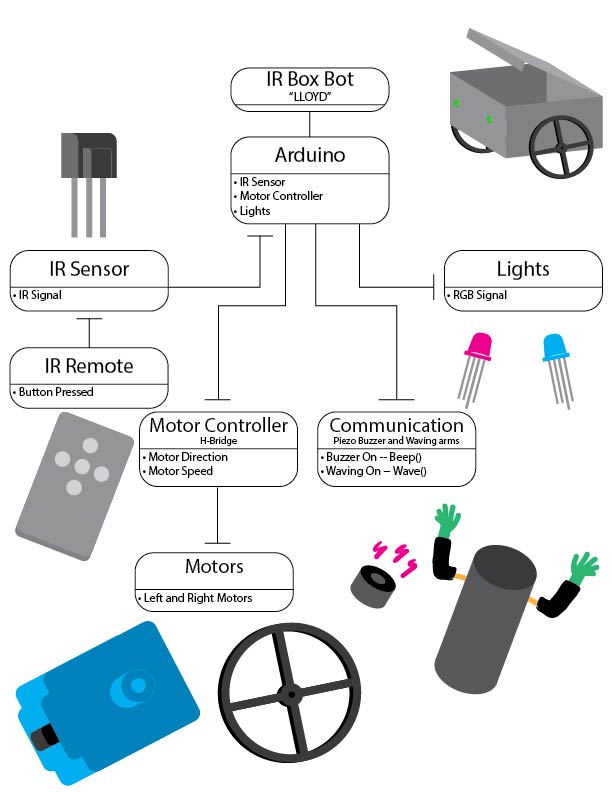 IR Box Bot
“LLOYD”
Arduino
• IR Sensor
• Motor Controller
• Lights
IR Sensor
• IR Signal
Lights
• RGB Signal
IR Remote
• Button Pressed
Motor Controller
H-Bridge
• Motor Direction
• Motor Speed
Communication
Piezo Buzzer and Waving arms
• Buzzer On -- Beep()
• Waving On – Wave()
Motors
• Left and Right Motors